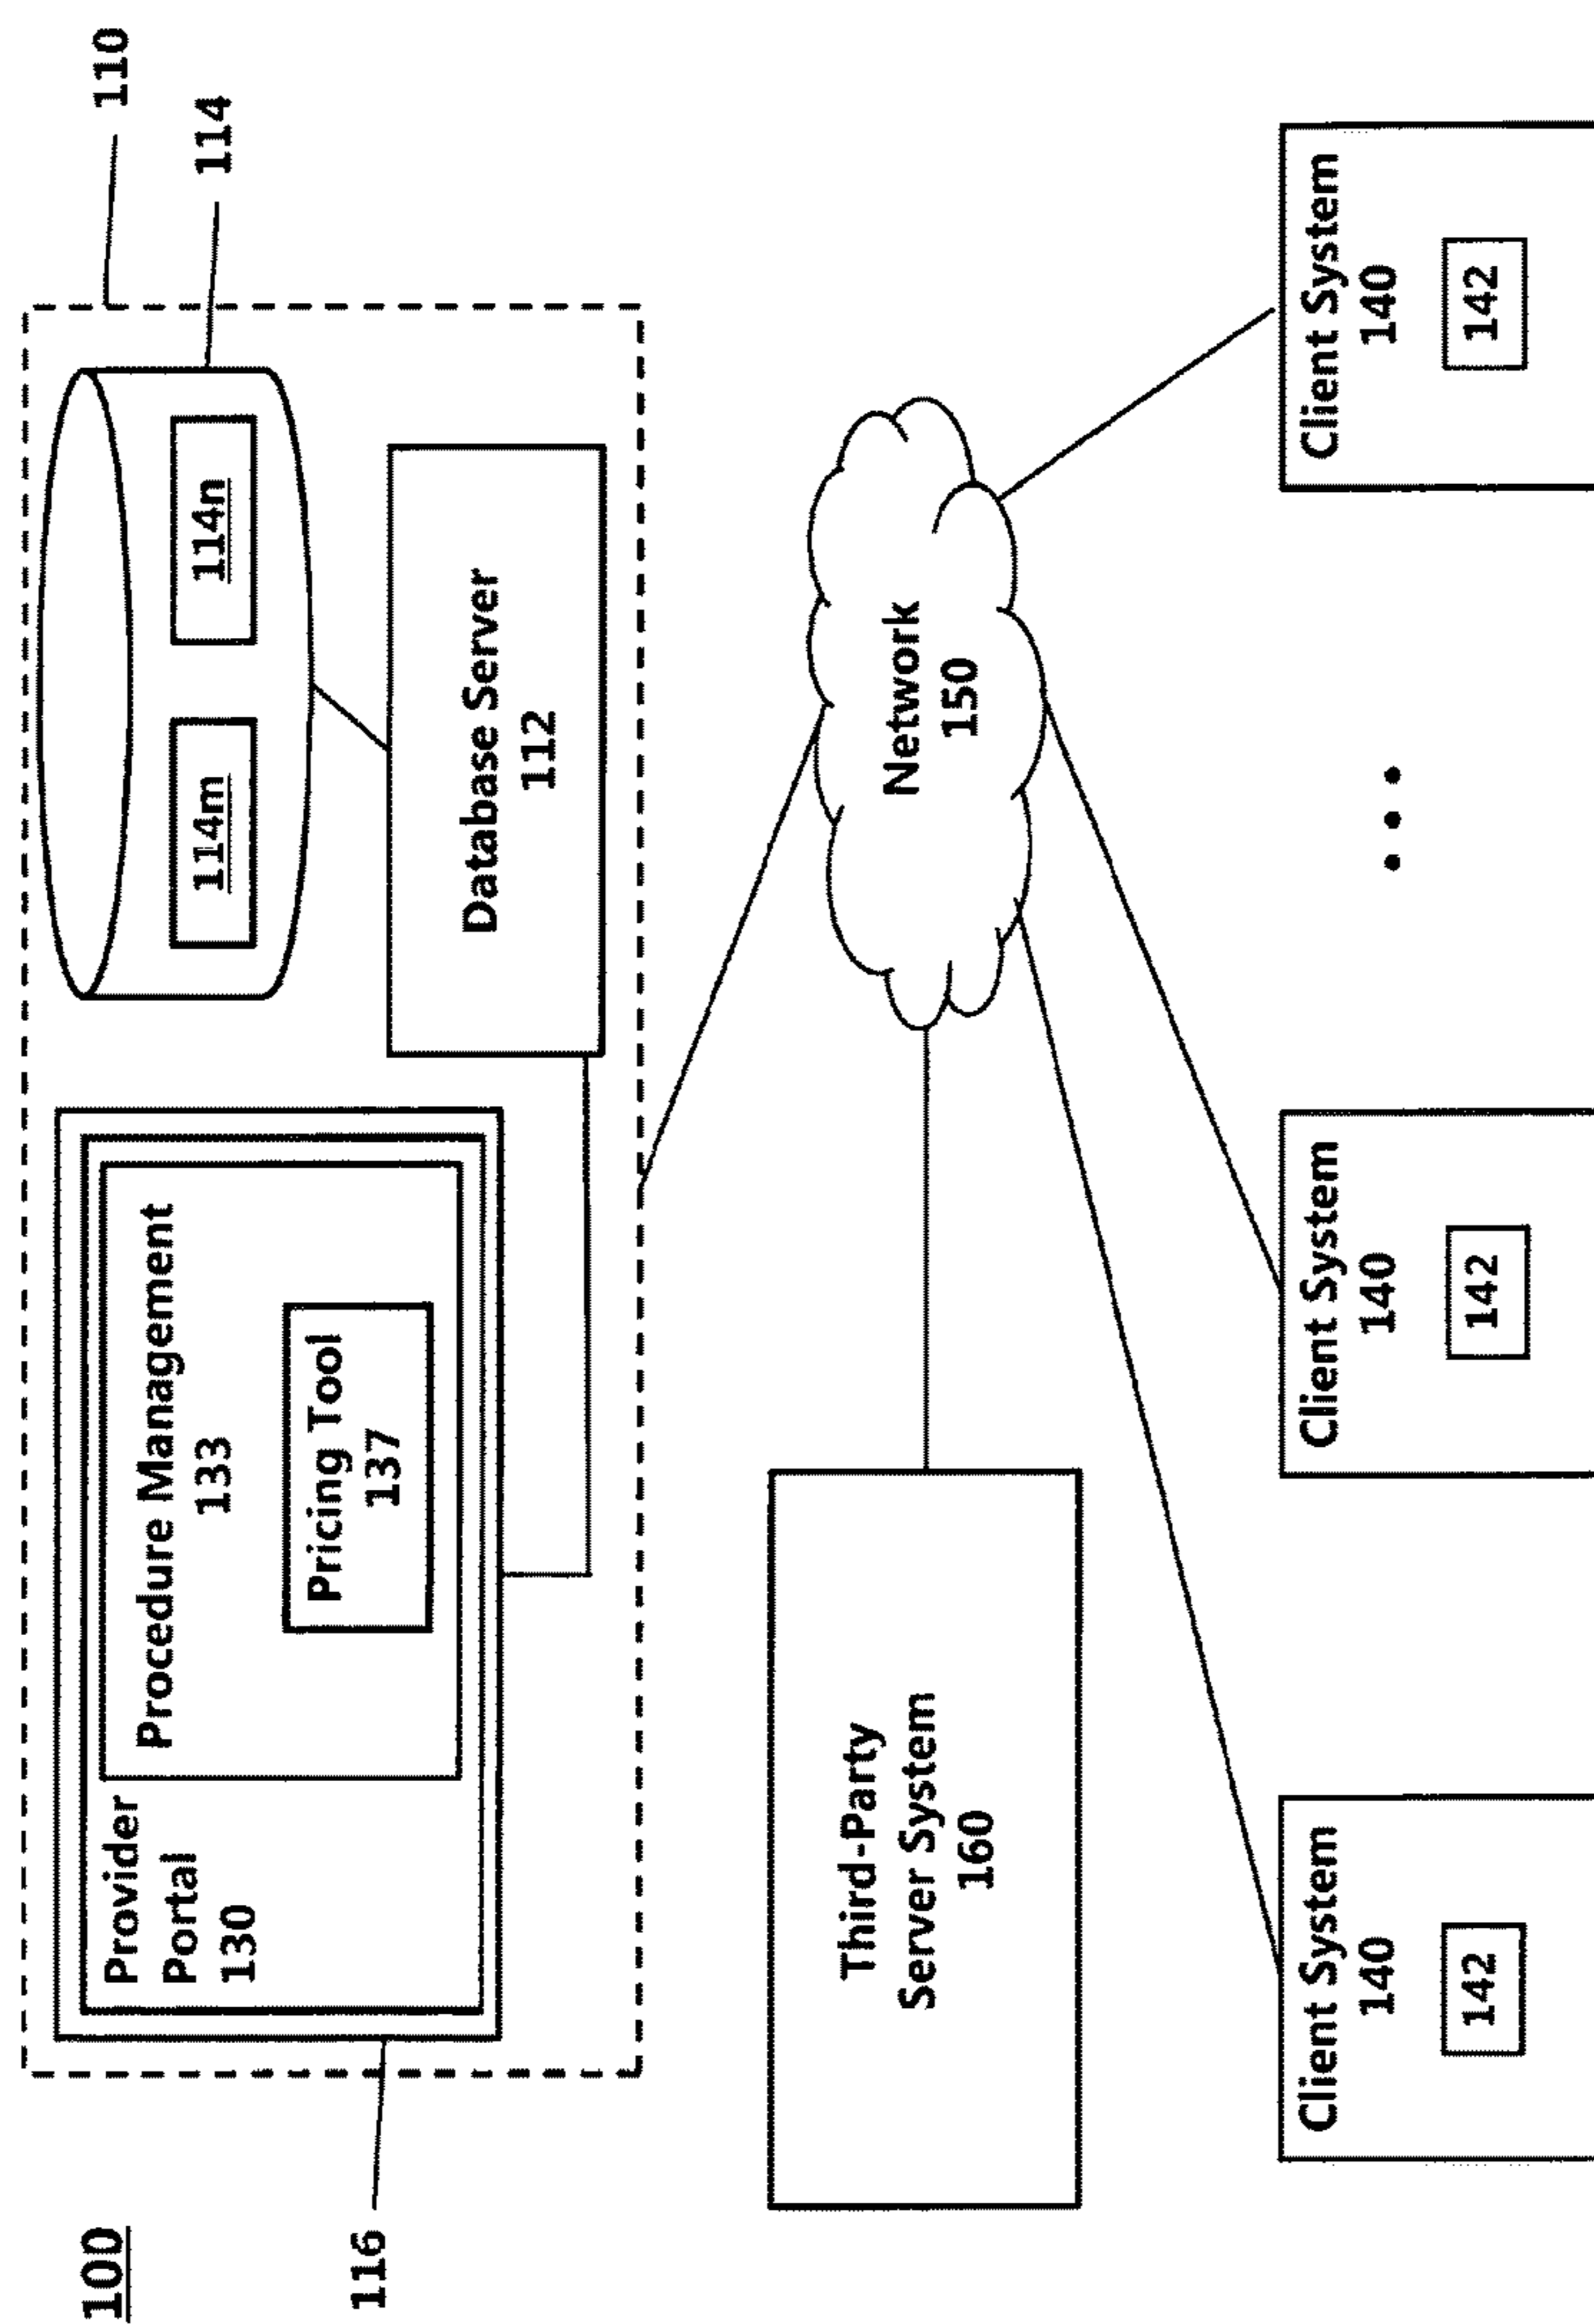 100
110
114
116
Provider
Portal
130
Procedure Management
133
Pricing Tool
137
114m
114n
Database Server
112
Third-Party
Server System
160
Network
150
Client System
140
142
Client System
140
142
Client System
140
142